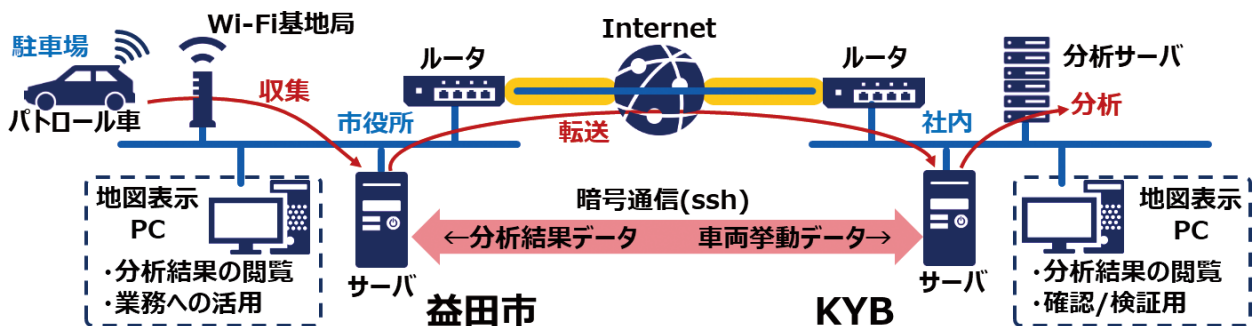 駐車場
Wi-Fi基地局
パトロール車
収集
市役所
ルータ
Internet
転送
ルータ
社内
分析サーバ
分析
地図表示
PC
・分析結果の閲覧
・業務への活用
サーバ
益田市
暗号通信(ssh)
←分析結果データ 車両挙動データ→
サーバ
KYB
地図表示
PC
・分析結果の閲覧
・確認/検証用